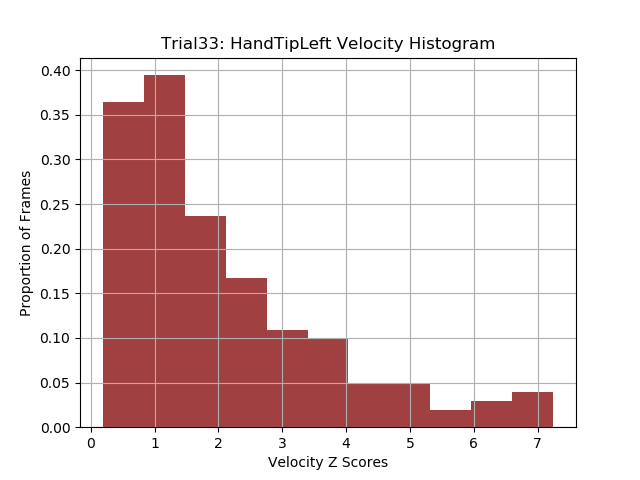 Trial33: HandTipLeft Velocity Histogram
0.40
0.35
0.30
0.25
0.20
0.15
0.10
0.05
0.00
Proportion of Frames
0 1 2 3 4 5 6 7
Velocity Z Scores